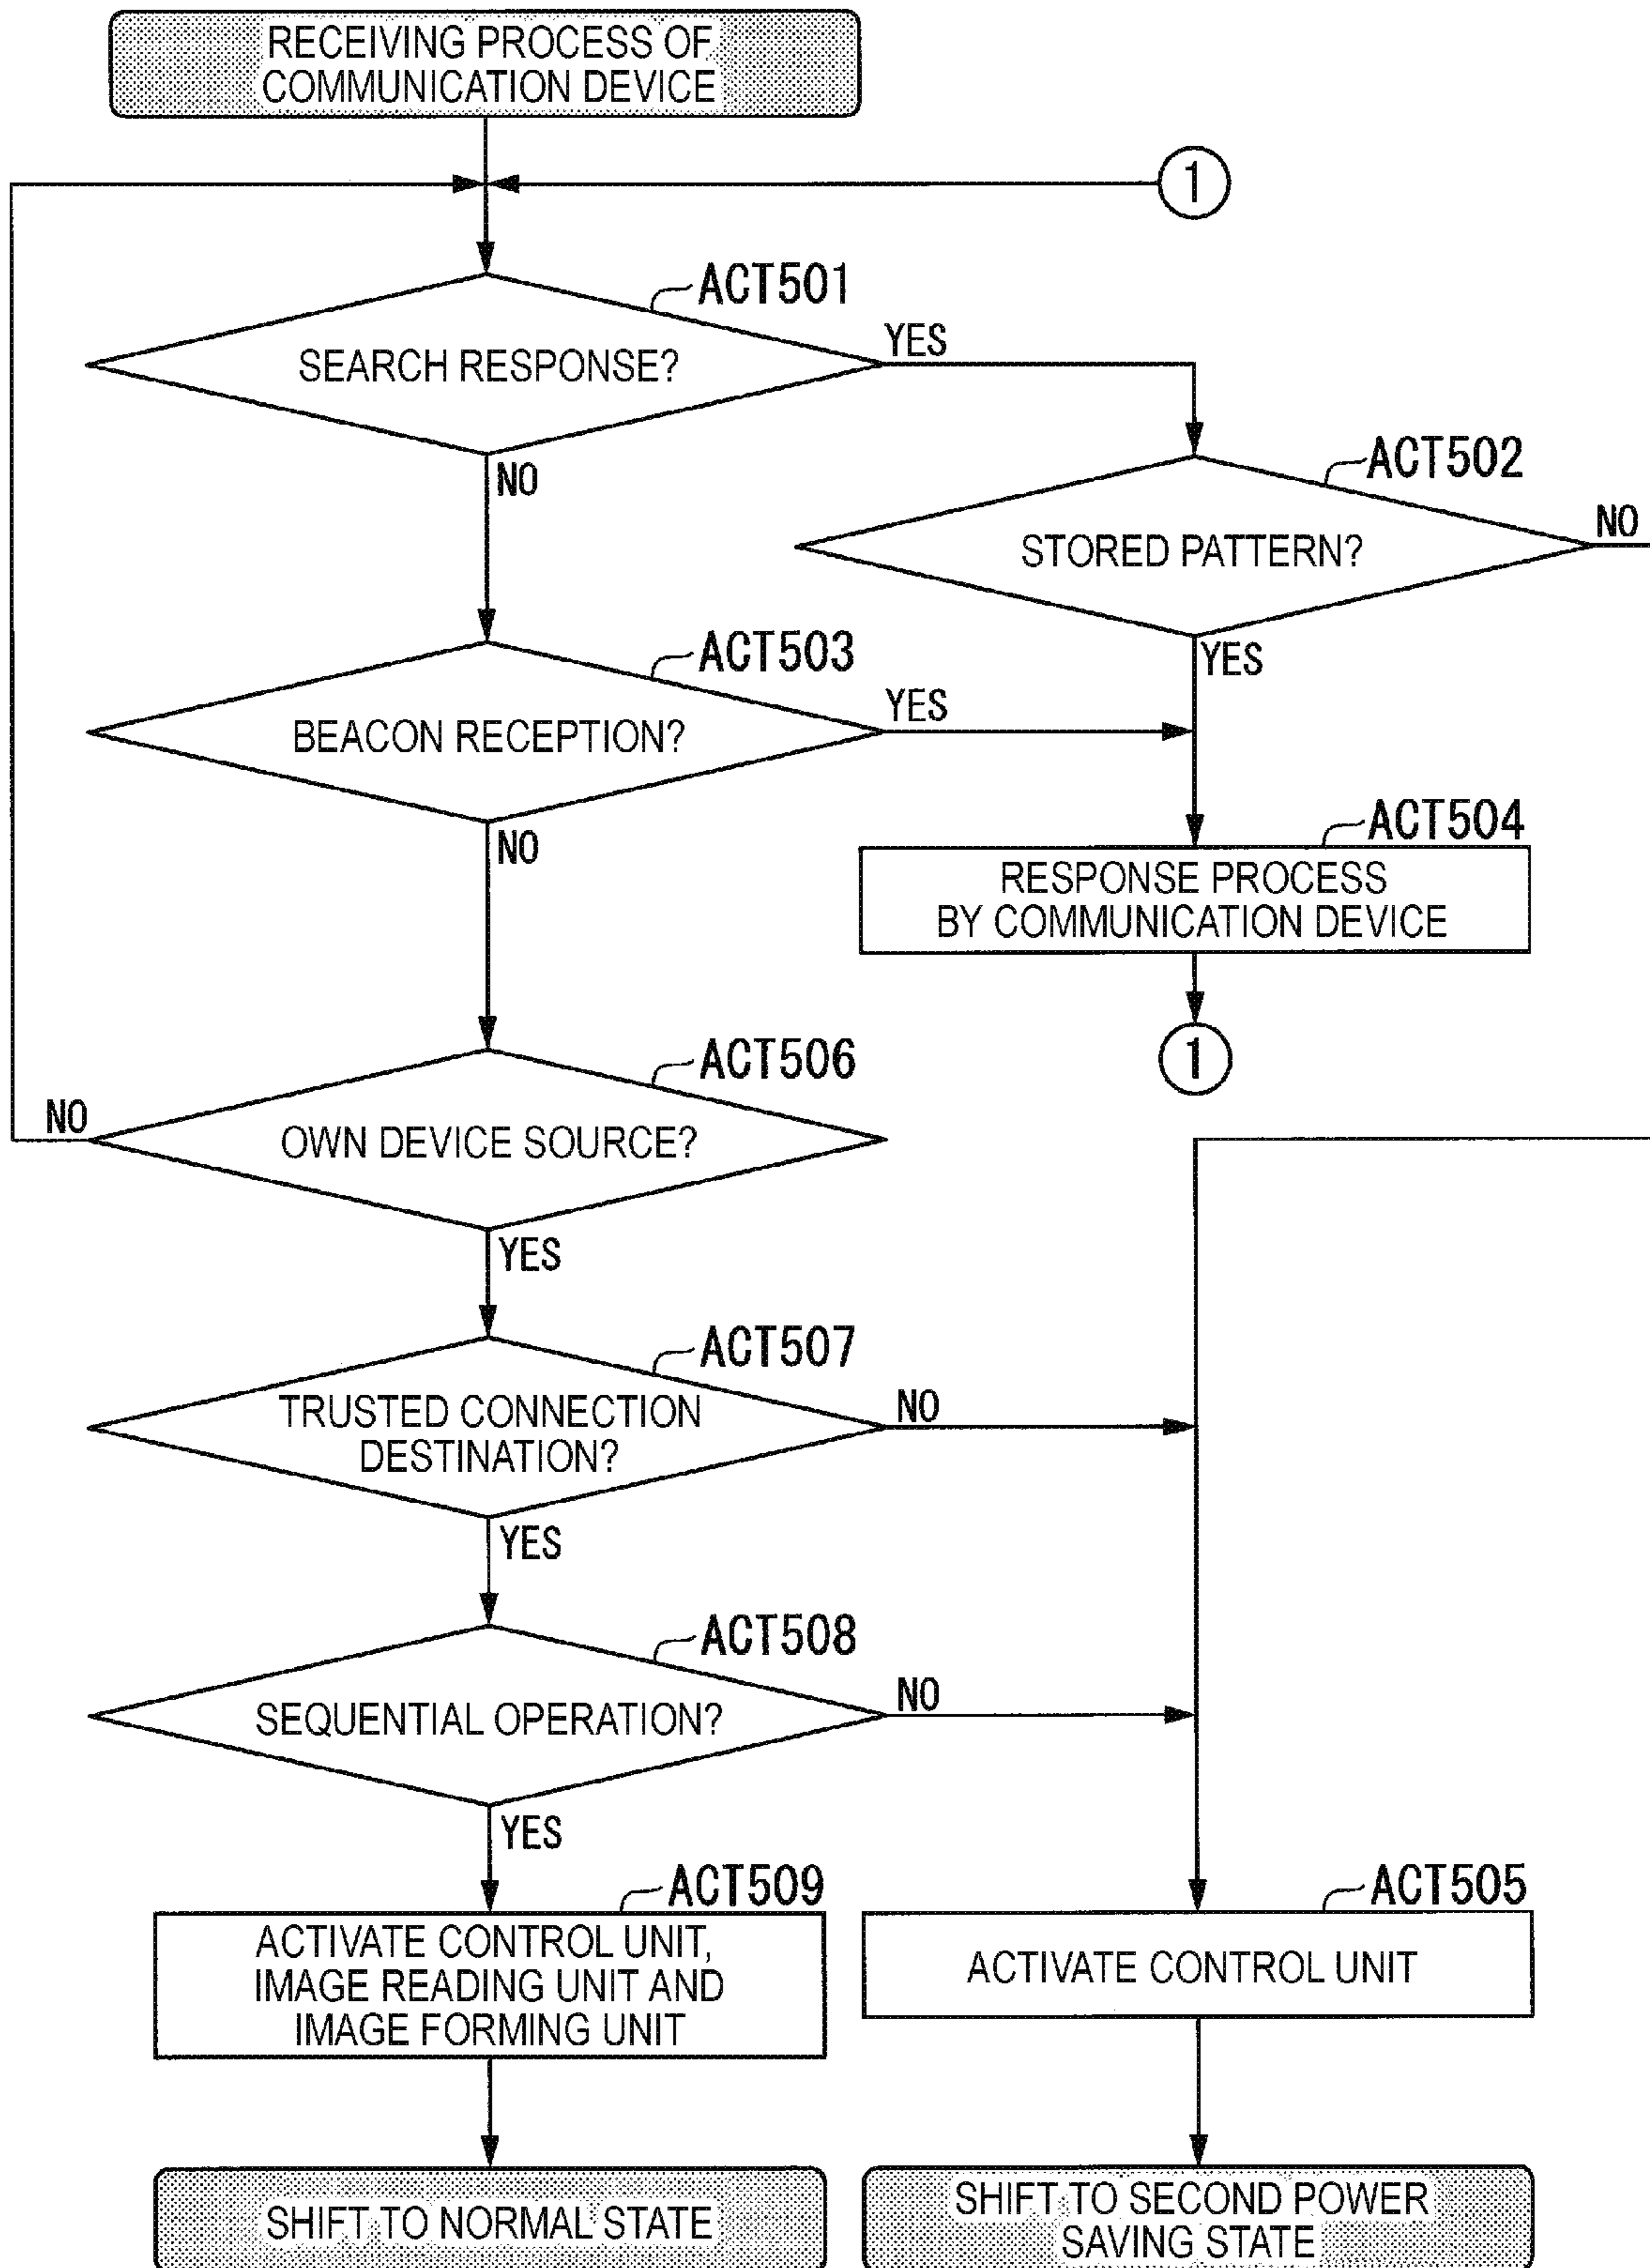 RECEIVING PROCESS OF
COMMUNICATION DEVICE
1
ACT501
SEARCH RESPONSE?
YES
NO
ACT502
STORED PATTERN?
NO
YES
ACT503
BEACON RECEPTION?
YES
NO
ACT504
RESPONSE PROCESS
BY COMMUNICATION DEVICE
1
ACT506
OWN DEVICE SOURCE?
NO
YES
ACT507
TRUSTED CONNECTION
DESTINATION?
NO
YES
ACT508
SEQUENTIAL OPERATION?
NO
YES
ACT509
ACTIVATE CONTROL UNIT,
IMAGE READING UNIT AND
IMAGE FORMING UNIT
ACT505
ACTIVATE CONTROL UNIT
SHIFT TO NORMAL STATE
SHIFT TO SECOND POWER
SAVING STATE